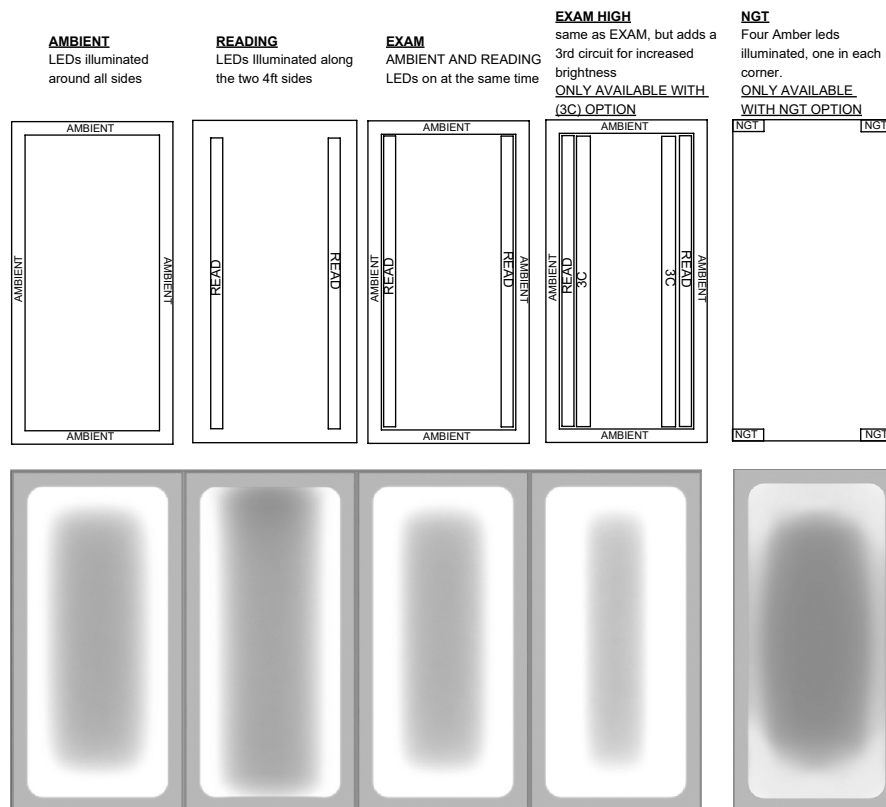 AMBIENT
LEDs illuminated
around all sides
READING
LEDs Illuminated along
the two 4ft sides
EXAM
AMBIENT AND READING
LEDs on at the same time
EXAM HIGH
same as EXAM, but adds a
3rd circuit for increased
brightness
ONLY AVAILABLE WITH
(3C) OPTION
NGT
Four Amber leds
illuminated, one in each
corner.
ONLY AVAILABLE
WITH NGT OPTION
AMBIENT
AMBIENT
AMBIENT
AMBIENT
READ
READ
AMBIENT
AMBIENT
READ
READ
AMBIENT
AMBIENT
AMBIENT
AMBIENT
READ
3C
3C
READ
AMBIENT
AMBIENT
NGT
NGT
NGT
NGT